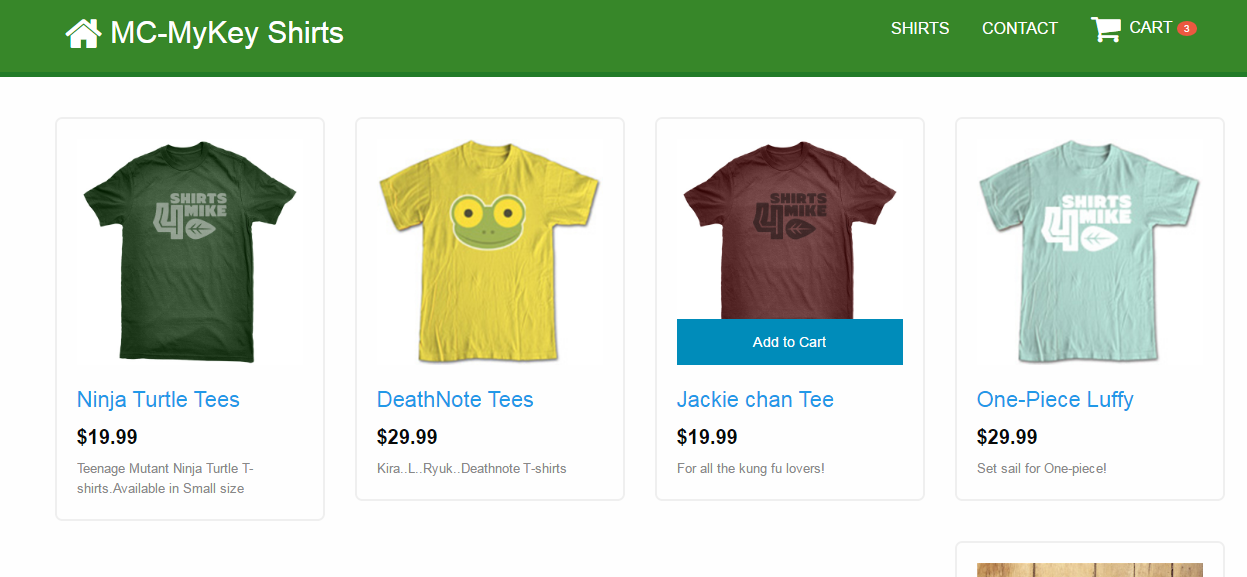 MC-MyKey Shirts
SHIRTS
CONTACT
CART 3
SHIRTS
4 MIKE
SHIRTS
4 MIKE
SHIRTS
4 MIKE
Add to Cart
Ninja Turtle Tees
$19.99
Teenage Mutant Ninja Turtle T-
shirts.Available in Small size
DeathNote Tees
$29.99
Kira..L..Ryuk..Deathnote T-shirts
Jackie chan Tee
$19.99
For all the kung fu lovers!
One-Piece Luffy
$29.99
Set sail for One-piece!